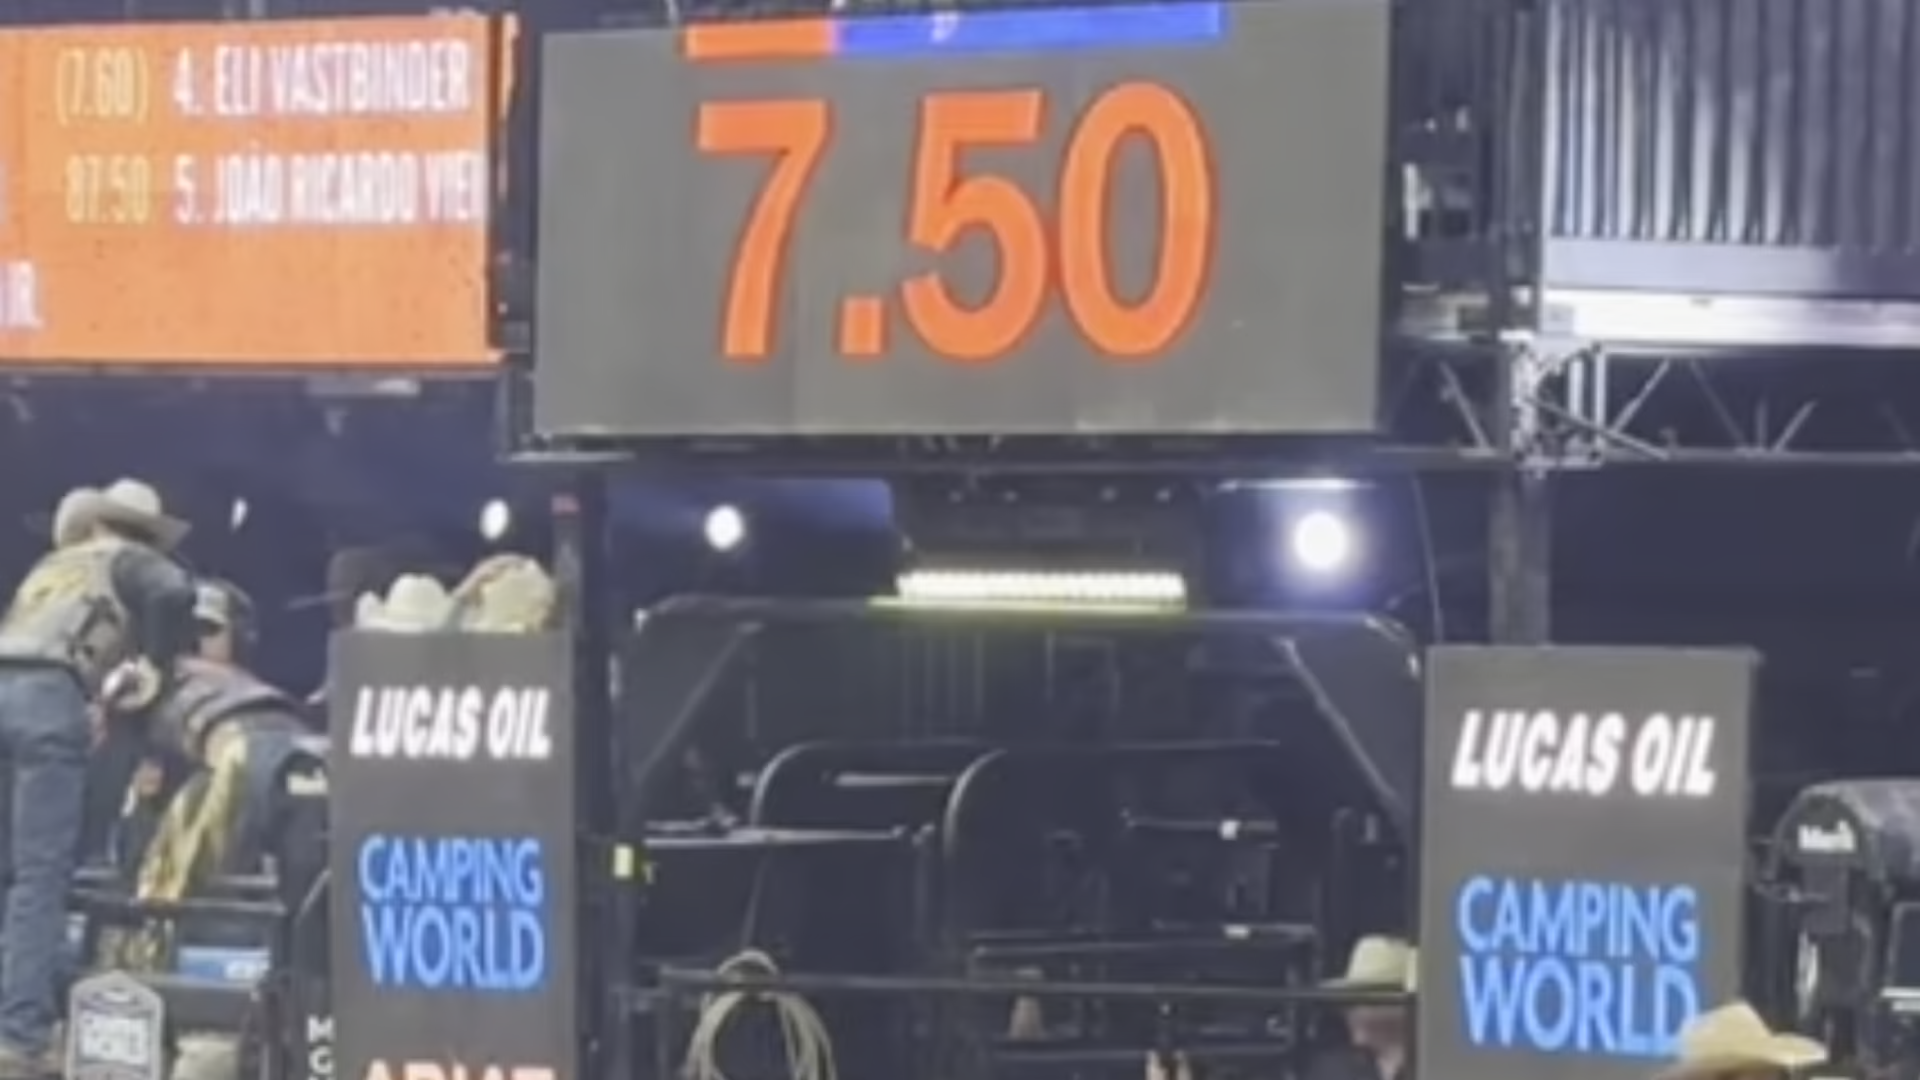 (7.60) 4. ELI VASTBINDER
87.50 5. JOAO RICARDO VIEI
7.50
LUCAS OIL
CAMPING
WORLD
LUCAS OIL
CAMPING
WORLD